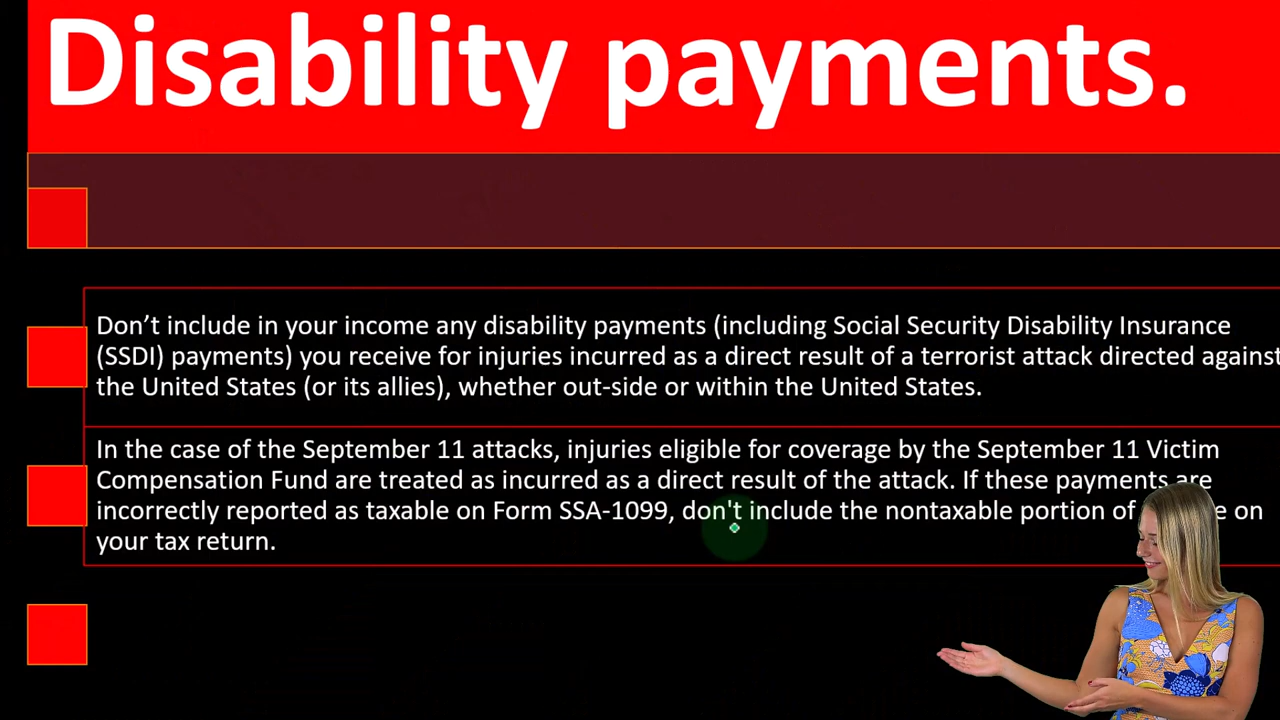 Disability payments.
Don’t include in your income any disability payments (including Social Security Disability Insurance
(SSDI) payments) you receive for injuries incurred as a direct result of a terrorist attack directed against
the United States (or its allies), whether out-side or within the United States.
In the case of the September 11 attacks, injuries eligible for coverage by the September 11 Victim
Compensation Fund are treated as incurred as a direct result of the attack. If these payments are
incorrectly reported as taxable on Form SSA-1099, don't include the nontaxable portion of on
your tax return.